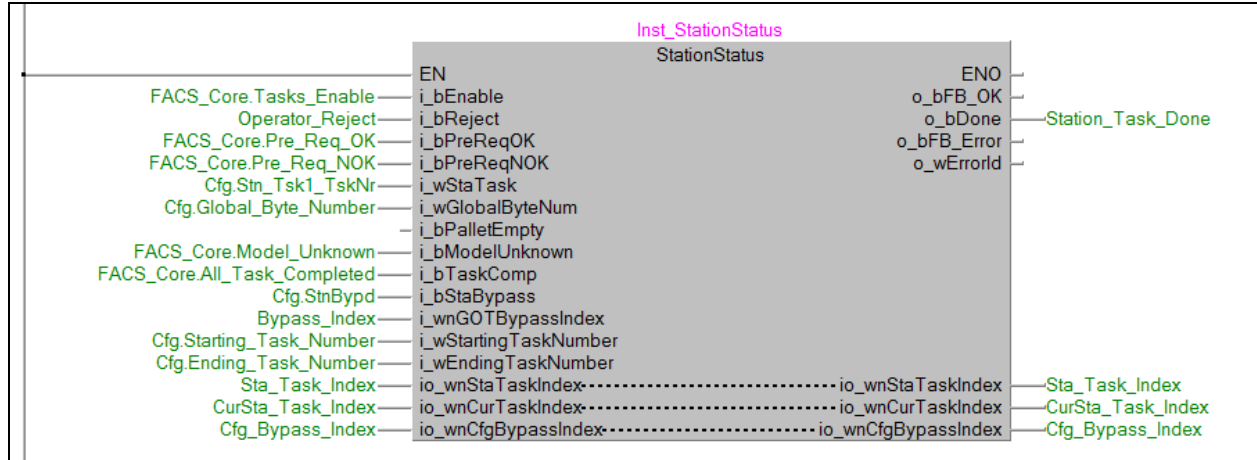 Inst_StationStatus
StationStatus
EN ENO
FACS_Core.Tasks_Enable i_bEnable o_bFB_OK
Operator_Reject i_bReject o_bDone Station_Task_Done
FACS_Core.Pre_Req_OK i_bPreReqOK o_bFB_Error
FACS_Core.Pre_Req_NOK i_bPreReqNOK o_wErrorId
Cfg.Stn_Tsk1_TskNr i_wStaTask
Cfg.Global_Byte_Number i_wGlobalByteNum
i_bPalletEmpty
FACS_Core.Model_Unknown i_bModelUnknown
FACS_Core.All_Task_Completed i_bTaskComp
Cfg.StnBypd i_bStaBypass
Bypass_Index i_wnGOTBypassIndex
Cfg.Starting_Task_Number i_wStartingTaskNumber
Cfg.Ending_Task_Number i_wEndingTaskNumber
Sta_Task_Index io_wnStaTaskIndex io_wnStaTaskIndex Sta_Task_Index
CurSta_Task_Index io_wnCurTaskIndex io_wnCurTaskIndex CurSta_Task_Index
Cfg_Bypass_Index io_wnCfgBypassIndex io_wnCfgBypassIndex Cfg_Bypass_Index